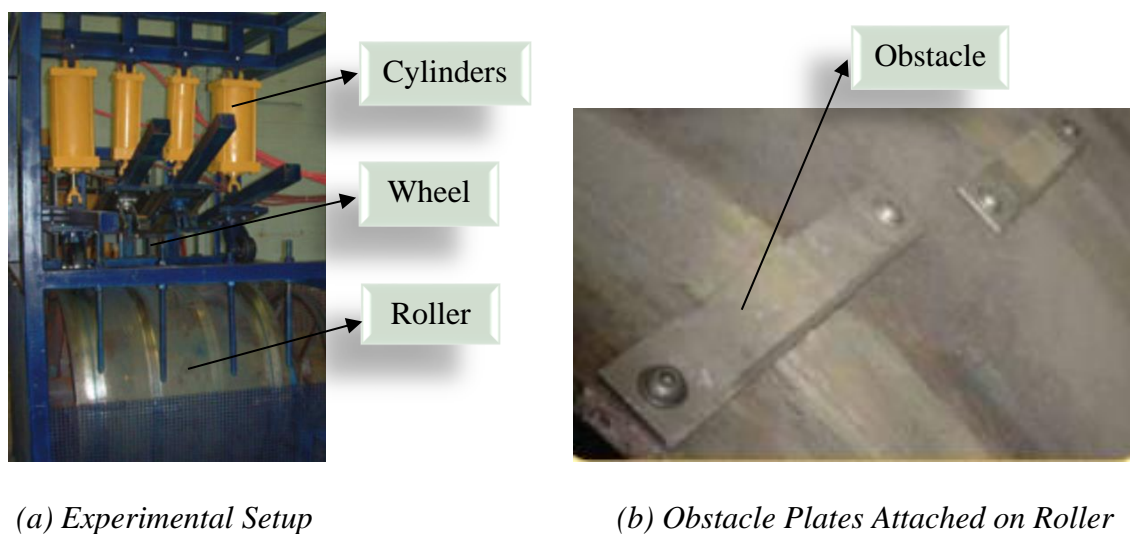 Cylinders
Wheel
Roller
Obstacle
(a) Experimental Setup
(b) Obstacle Plates Attached on Roller